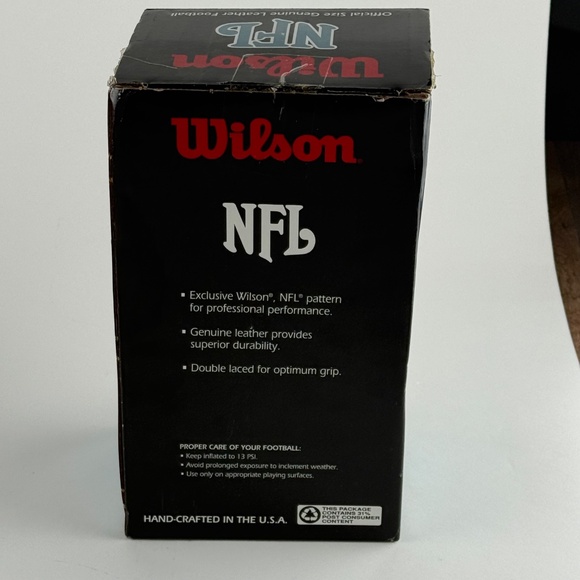 Official Size Genuine Leather Football
NFL
Wilson
Wilson®
NFL
▪ Exclusive Wilson®, NFL® pattern
for professional performance.
▪ Genuine leather provides
superior durability.
▪ Double laced for optimum grip.
PROPER CARE OF YOUR FOOTBALL:
• Keep inflated to 13 PSI.
• Avoid prolonged exposure to inclement weather.
• Use only on appropriate playing surfaces.
HAND-CRAFTED IN THE U.S.A.
THIS PACKAGE
CONTAINS 31%
POST CONSUMER
CONTENT